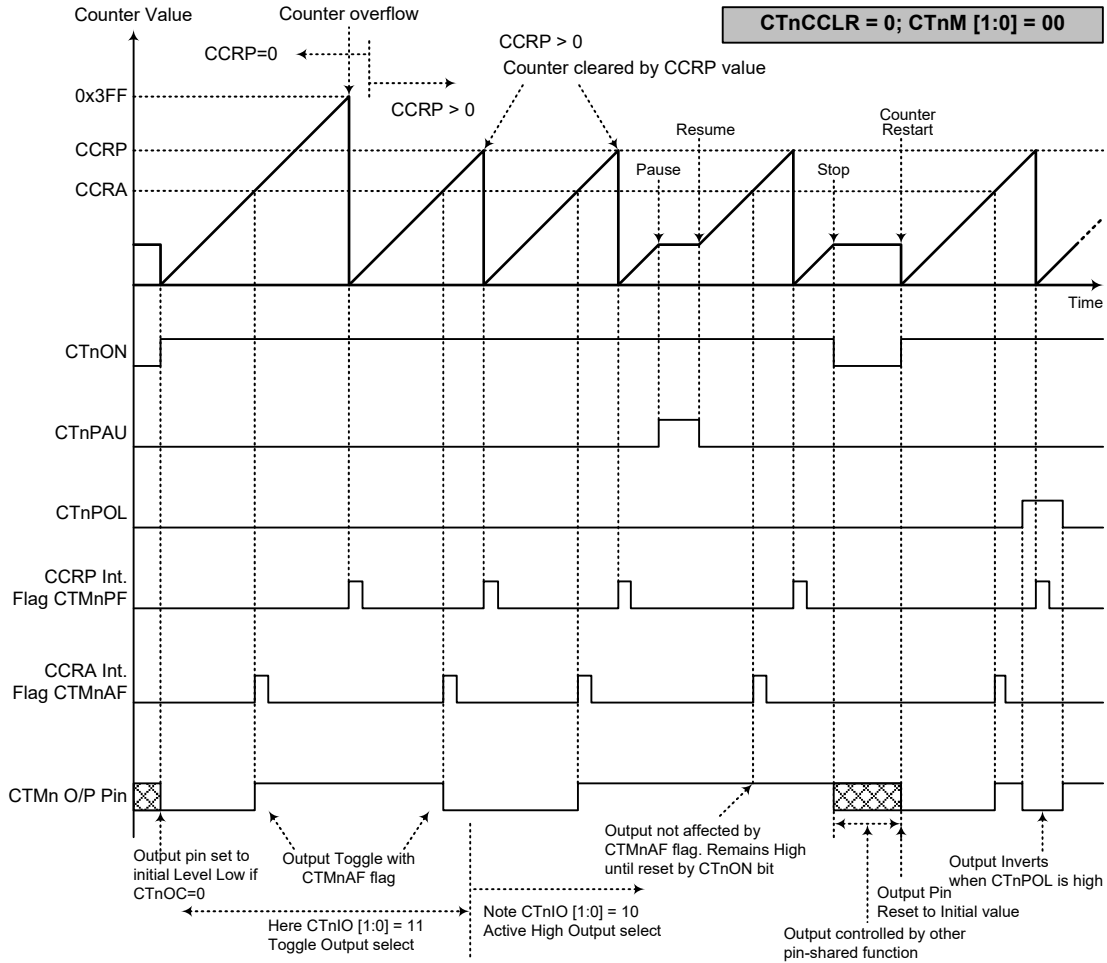 Counter Value
Counter overflow
CTnCCLR = 0; CTnM [1:0] = 00
CCRP=0
CCRP > 0
CCRP > 0
Counter cleared by CCRP value
0x3FF
CCRP
CCRA
Pause
Resume
Stop
Counter
Restart
Time
CTnON
CTnPAU
CTnPOL
CCRP Int.
Flag CTMnPF
CCRA Int.
Flag CTMnAF
CTMn O/P Pin
Output pin set to
initial Level Low if
CTnOC=0
Output Toggle with
CTMnAF flag
Here CTnIO [1:0] = 11
Toggle Output select
Note CTnIO [1:0] = 10
Active High Output select
Output not affected by
CTMnAF flag. Remains High
until reset by CTnON bit
Output controlled by other
pin-shared function
Output Pin
Reset to Initial value
Output Inverts
when CTnPOL is high